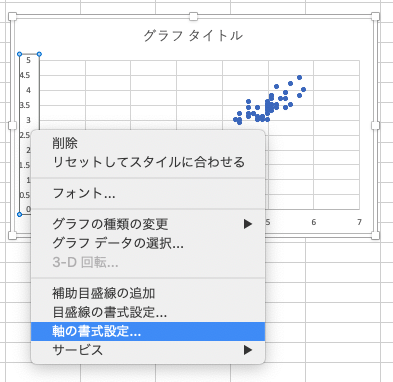 グラフ タイトル
5
4.5
4
3.5
3
2.5
2
1.5
1
0.5
0
5
6
7
削除
リセットしてスタイルに合わせる
フォント...
グラフの種類の変更
グラフ データの選択...
3-D 回転...
補助目盛線の追加
目盛線の書式設定...
軸の書式設定...
サービス